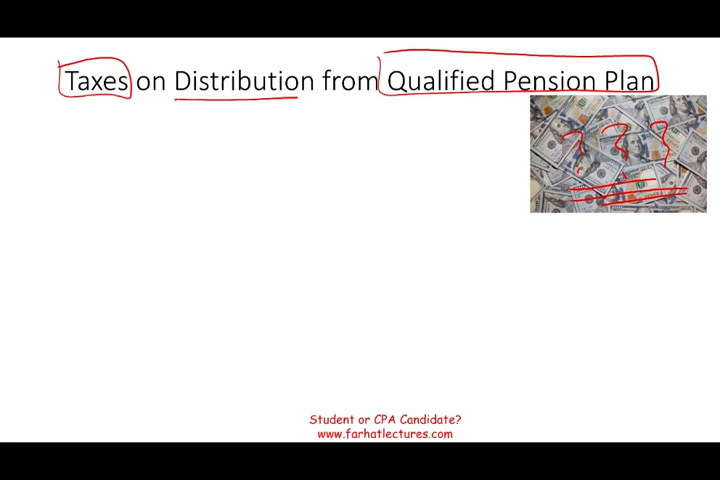 Taxes on Distribution from Qualified Pension Plan
? ? ?
Student or CPA Candidate?
www.farhatlectures.com